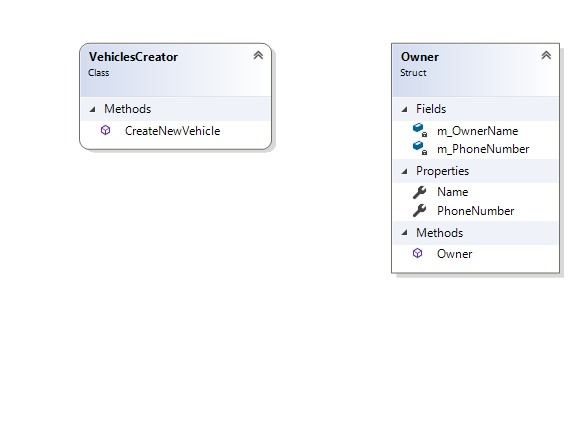 VehiclesCreator
Class
Methods
CreateNewVehicle
Owner
Struct
Fields
m_OwnerName
m_PhoneNumber
Properties
Name
PhoneNumber
Methods
Owner